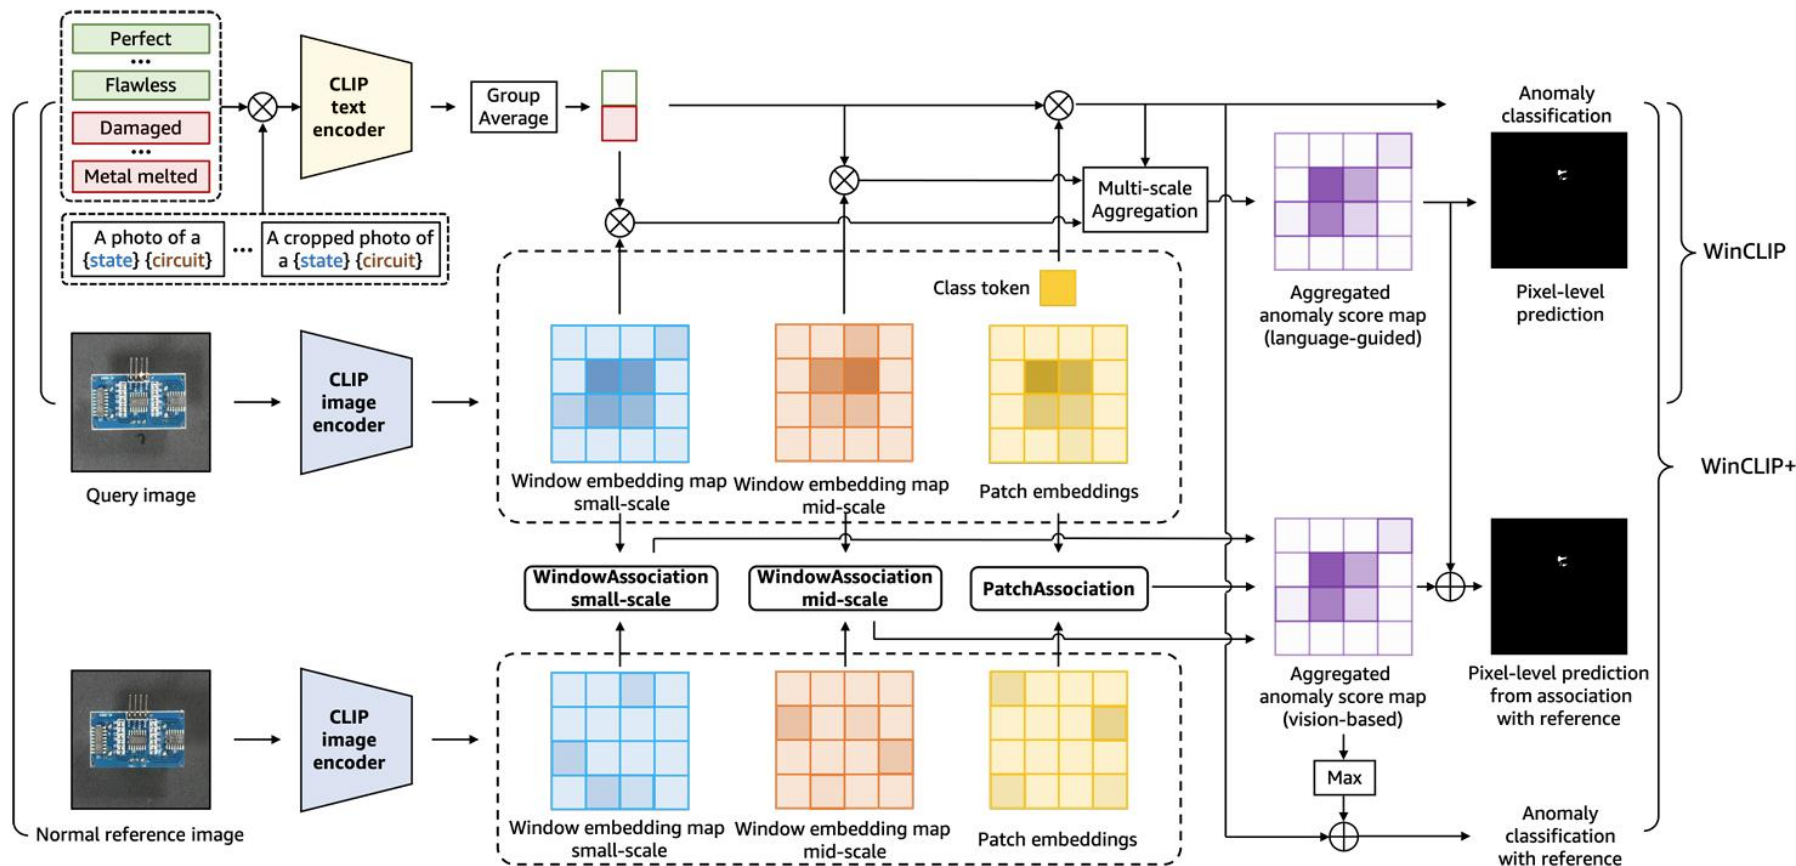 Perfect
...
Flawless
Damaged
...
Metal melted
A photo of a
{state} {circuit}
...
A cropped photo of
a {state} {circuit}
CLIP
text
encoder
Group
Average
Multi-scale
Aggregation
Class token
Aggregated
anomaly score map
(language-guided)
Anomaly
classification
Pixel-level
prediction
WinCLIP
Query image
CLIP
image
encoder
Window embedding map
small-scale
Window embedding map
mid-scale
Patch embeddings
WinCLIP+
WindowAssociation
small-scale
WindowAssociation
mid-scale
PatchAssociation
Aggregated
anomaly score map
(vision-based)
Pixel-level prediction
from association
with reference
Normal reference image
CLIP
image
encoder
Window embedding map
small-scale
Window embedding map
mid-scale
Patch embeddings
Max
Anomaly
classification
with reference